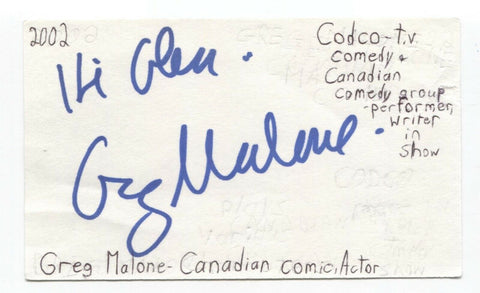 2002
Codco-t.v.
comedy &
Canadian
comedy group
-performer,
writer
in
show
Hi Glen.
Greg Malone.
Greg Malone-Canadian comic, Actor